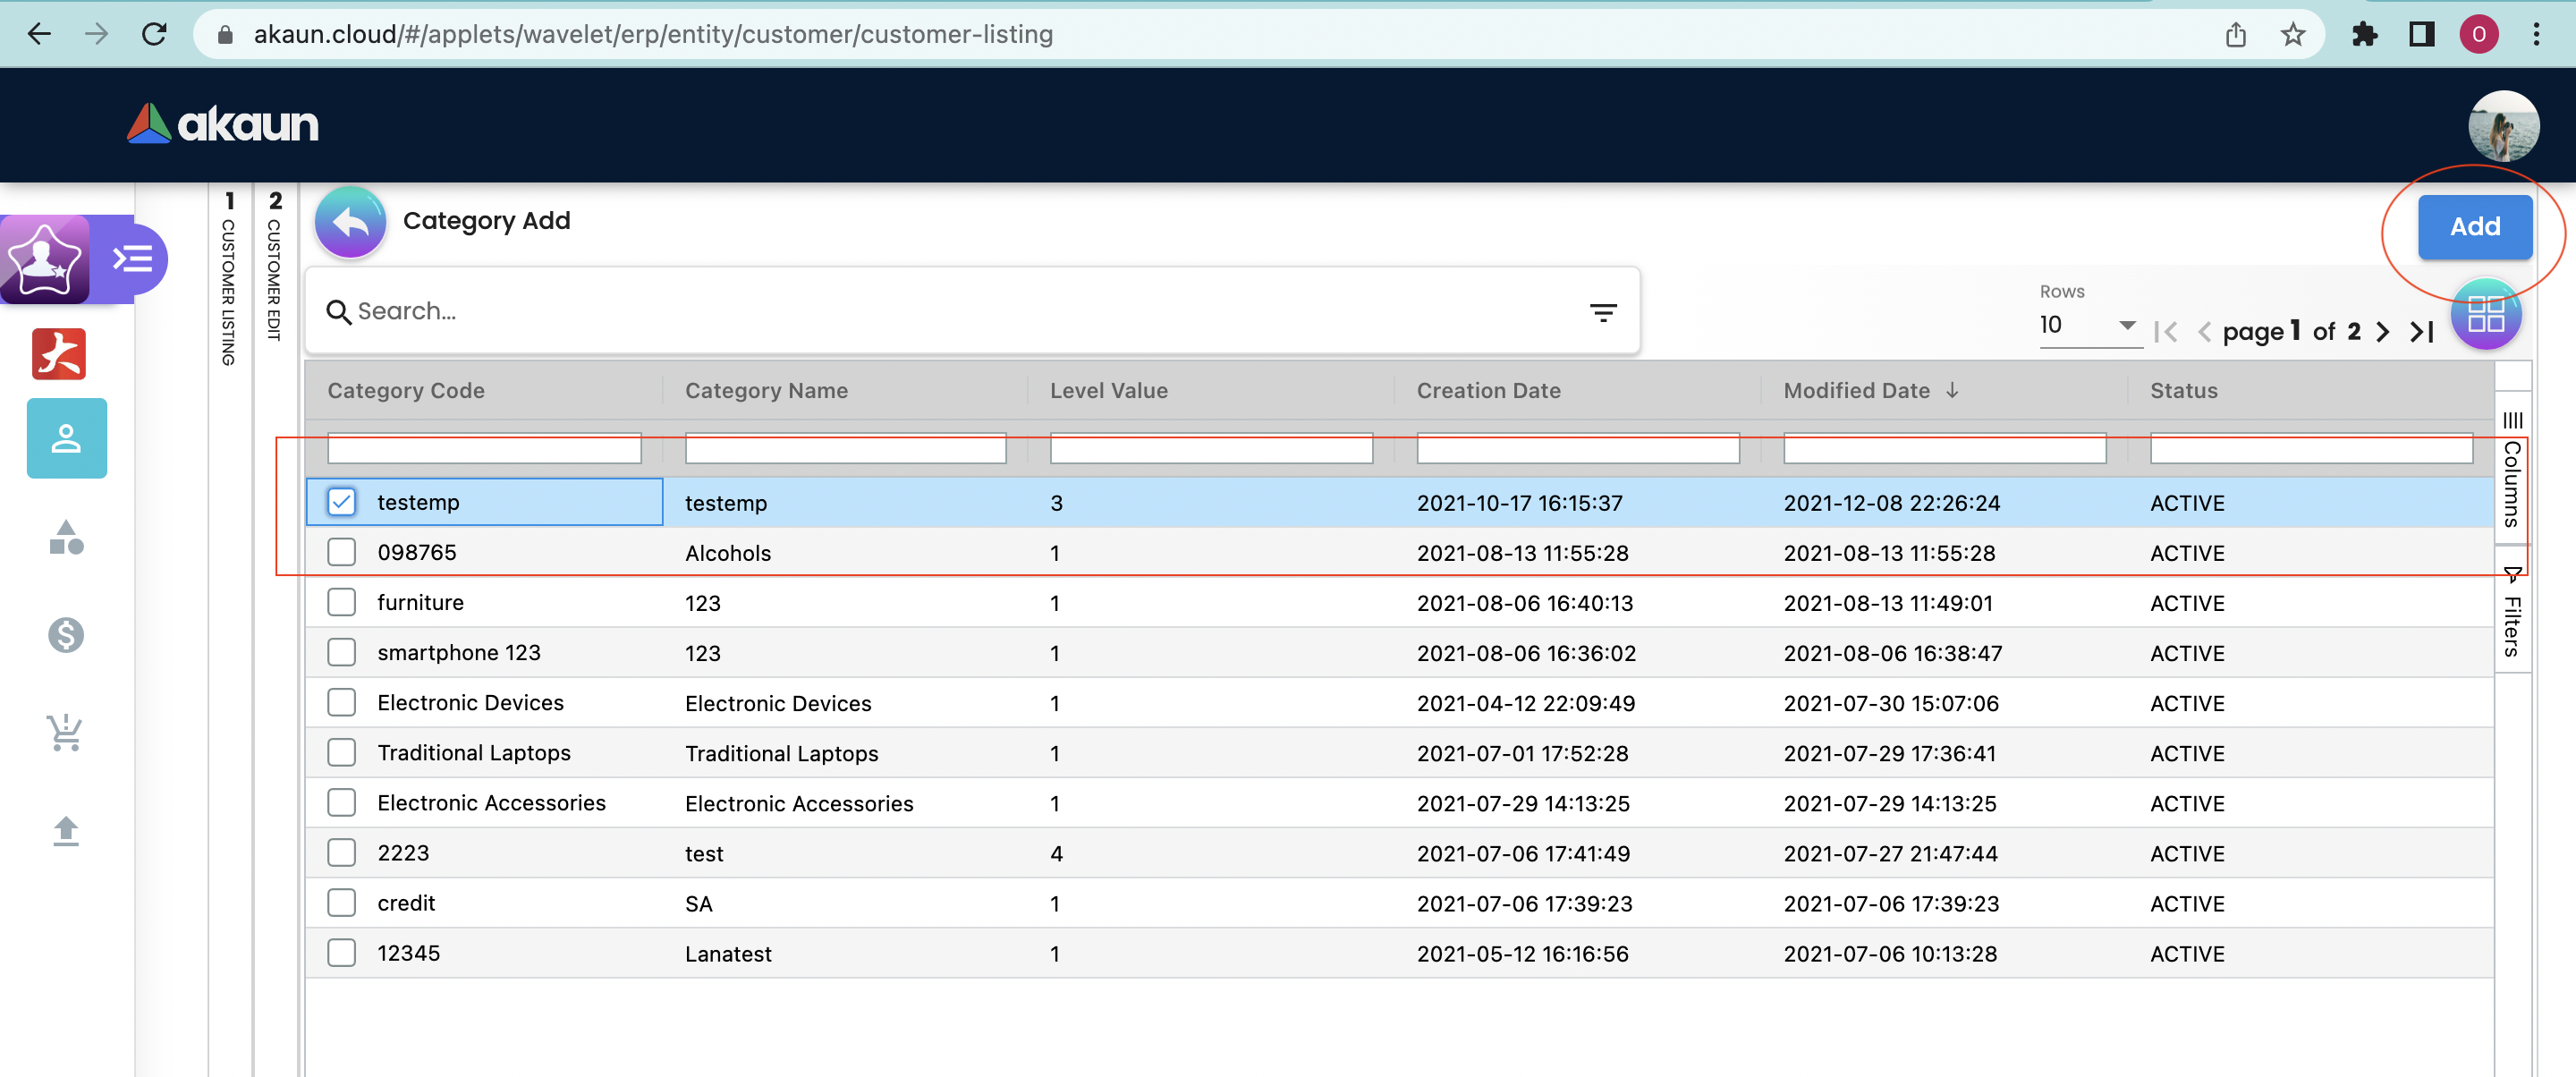 akaun.cloud/#/applets/wavelet/erp/entity/customer/customer-listing
O
akaun
1 CUSTOMER LISTING
2 CUSTOMER EDIT
Category Add
Add
Search...
Rows
10
page 1 of 2
Category Code Category Name Level Value Creation Date Modified Date Status
testemp testemp 3 2021-10-17 16:15:37 2021-12-08 22:26:24 ACTIVE
098765 Alcohols 1 2021-08-13 11:55:28 2021-08-13 11:55:28 ACTIVE
furniture 123 1 2021-08-06 16:40:13 2021-08-13 11:49:01 ACTIVE
smartphone 123 123 1 2021-08-06 16:36:02 2021-08-06 16:38:47 ACTIVE
Electronic Devices Electronic Devices 1 2021-04-12 22:09:49 2021-07-30 15:07:06 ACTIVE
Traditional Laptops Traditional Laptops 1 2021-07-01 17:52:28 2021-07-29 17:36:41 ACTIVE
Electronic Accessories Electronic Accessories 1 2021-07-29 14:13:25 2021-07-29 14:13:25 ACTIVE
2223 test 4 2021-07-06 17:41:49 2021-07-27 21:47:44 ACTIVE
credit SA 1 2021-07-06 17:39:23 2021-07-06 17:39:23 ACTIVE
12345 Lanatest 1 2021-05-12 16:16:56 2021-07-06 10:13:28 ACTIVE
Columns
Filters